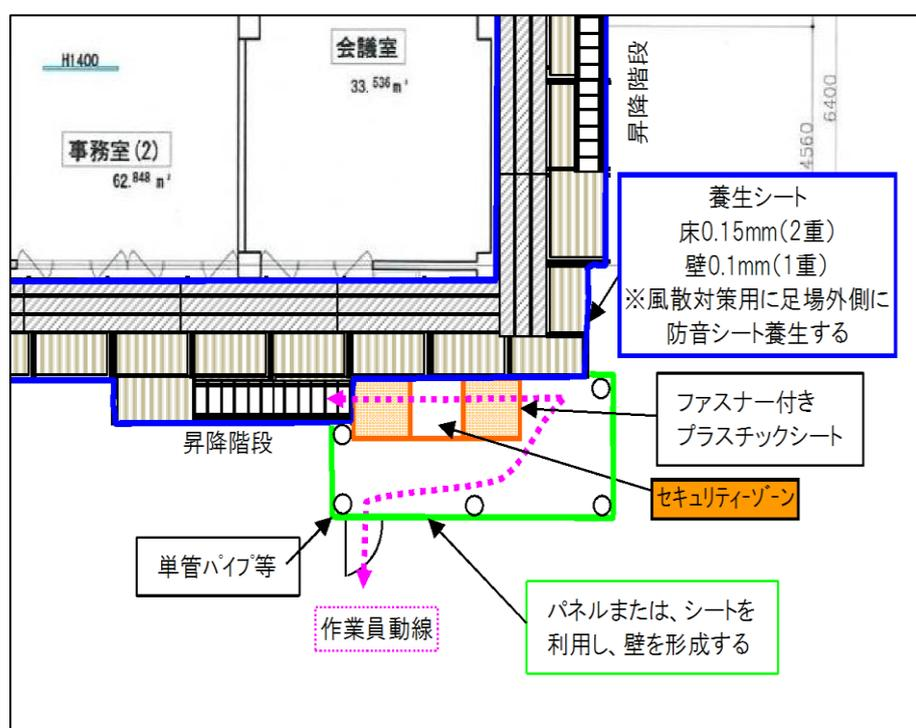 H1400
会議室
33.536㎡
事務室(2)
62.848 ㎡
昇降階段
6400
4560
養生シート
床0.15mm(2重)
壁0.1mm(1重)
※風散対策用に足場外側に
防音シート養生する
ファスナー付き
プラスチックシート
昇降階段
セキュリティーゾーン
単管パイプ等
作業員動線
パネルまたは、シートを
利用し、壁を形成する